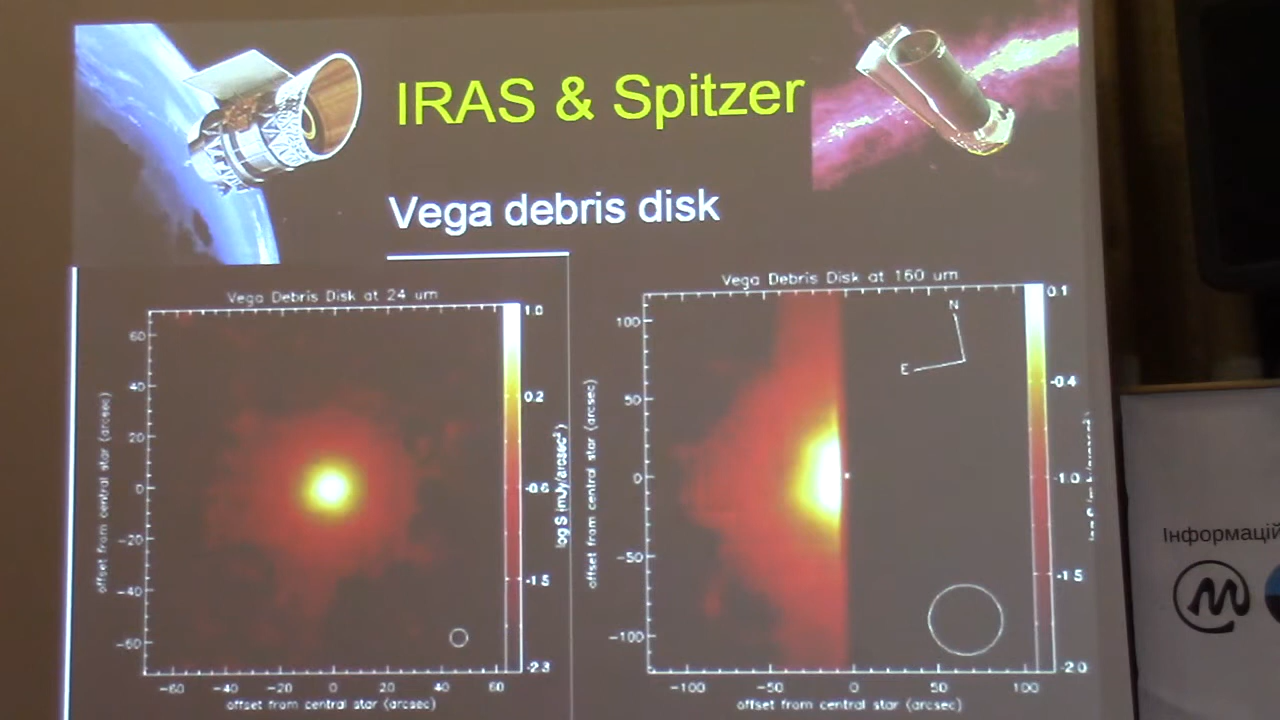 IRAS & Spitzer
Vega debris disk
Vega Debris Disk at 24 um
60
40
20
0
-20
-40
-60
-60 -40 -20 0 20 40 60
offset from central star (arcsec)
offset from central star (arcsec)
1.0
0.2
-0.6
-1.5
-2.3
log S (mJy/arcsec²)
Vega Debris Disk at 160 um
100
50
0
-50
-100
-100 -50 0 50 100
offset from central star (arcsec)
offset from central star (arcsec)
N
E
0.1
-0.4
-1.0
-1.5
-2.0
Інформацій